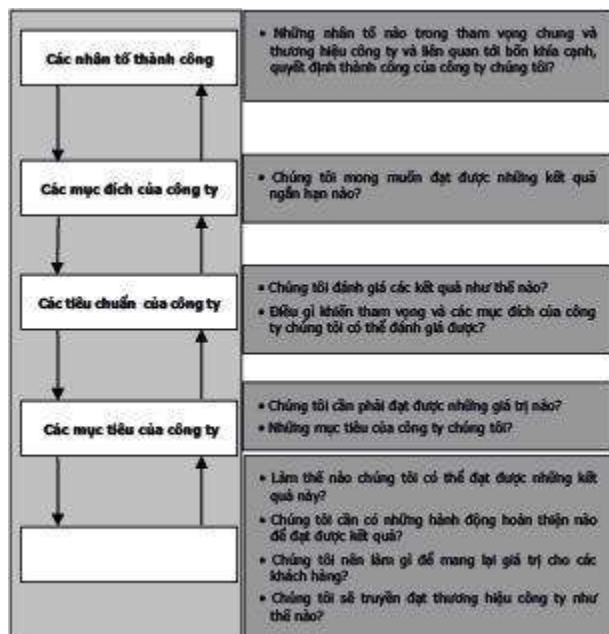 Các nhân tố thành công
• Những nhân tố nào trong tham vọng chung và
thương hiệu công ty và liên quan tới bốn khía cạnh,
quyết định thành công của công ty chúng tôi?
Các mục đích của công ty
• Chúng tôi mong muốn đạt được những kết quả
ngắn hạn nào?
Các tiêu chuẩn của công ty
• Chúng tôi đánh giá các kết quả như thế nào?
• Điều gì khiến tham vọng và các mục đích của công
ty chúng tôi có thể đánh giá được?
Các mục tiêu của công ty
• Chúng tôi cần phải đạt được những giá trị nào?
• Những mục tiêu của công ty chúng tôi?
• Làm thế nào chúng tôi có thể đạt được những kết
quả này?
• Chúng tôi cần có những hành động hoàn thiện nào
để đạt được kết quả?
• Chúng tôi nên làm gì để mang lại giá trị cho các
khách hàng?
• Chúng tôi sẽ truyền đạt thương hiệu công ty như
thế nào?